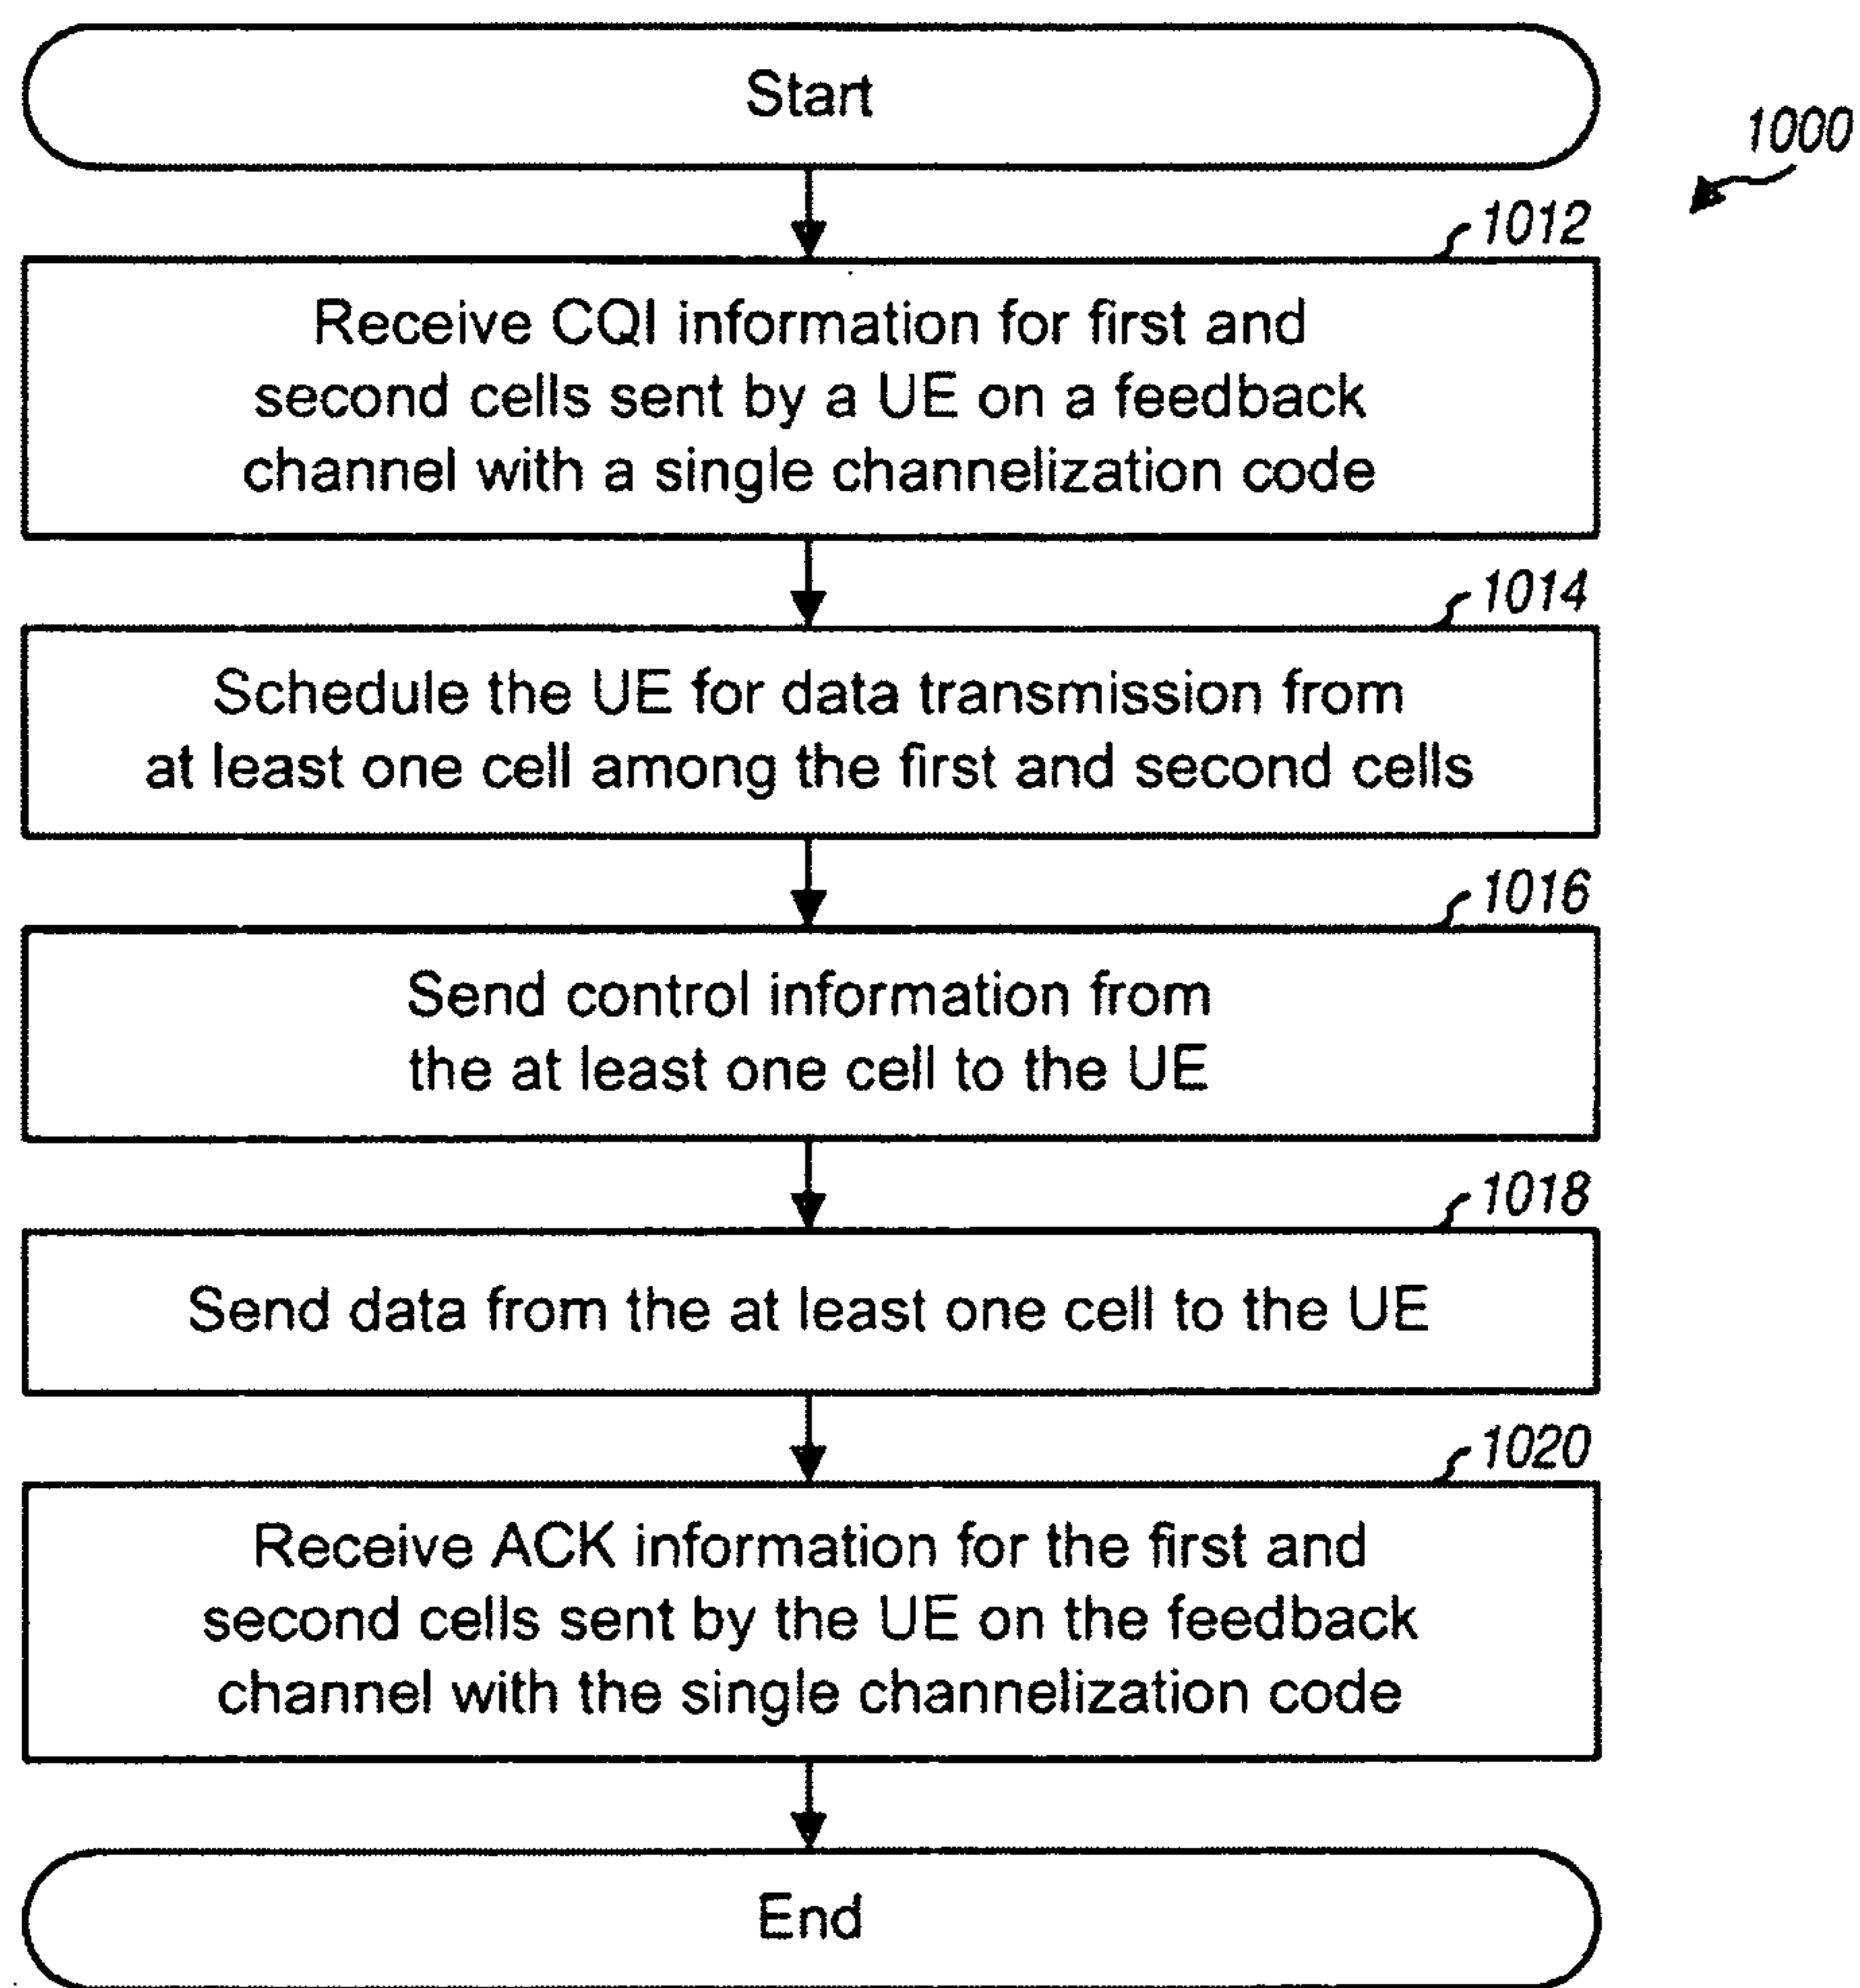 Start
1000
1012
Receive CQI information for first and
second cells sent by a UE on a feedback
channel with a single channelization code
1014
Schedule the UE for data transmission from
at least one cell among the first and second cells
1016
Send control information from
the at least one cell to the UE
1018
Send data from the at least one cell to the UE
1020
Receive ACK information for the first and
second cells sent by the UE on the feedback
channel with the single channelization code
End